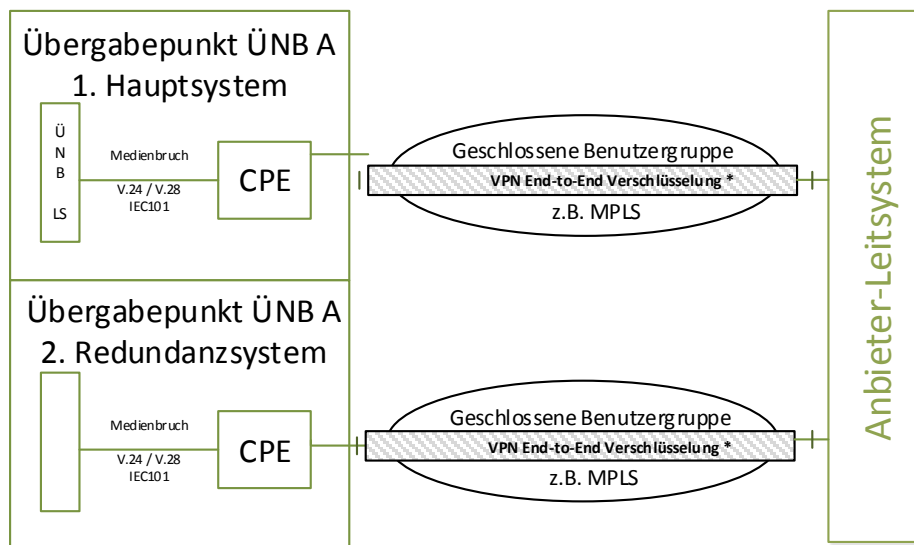 Übergabepunkt ÜNB A
1. Hauptsystem
Ü
N
B
LS
Medienbruch
V.24 / V.28
IEC101
CPE
Geschlossene Benutzergruppe
VPN End-to-End Verschlüsselung *
z.B. MPLS
Übergabepunkt ÜNB A
2. Redundanzsystem
Medienbruch
V.24 / V.28
IEC101
CPE
Geschlossene Benutzergruppe
VPN End-to-End Verschlüsselung *
z.B. MPLS
Anbieter-Leitsystem